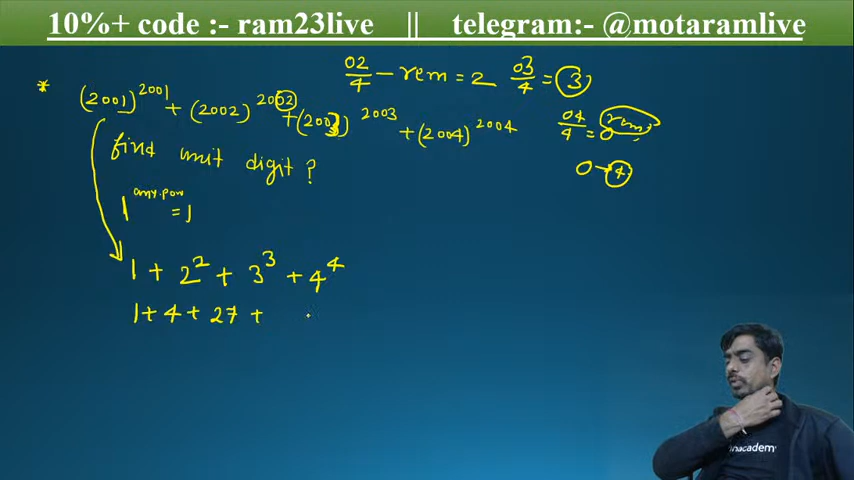 10%+ code :- ram23live || telegram:- @motaramlive
02/4 - rem = 2 03/4 = 3
* (2001)^2001 + (2002)^2002 + (2003)^2003 + (2004)^2004
04/4 = 0 rem
find unit digit ?
0 → 4
1^any.pow = 1
1 + 2^2 + 3^3 + 4^4
1 + 4 + 27 +
unacademy